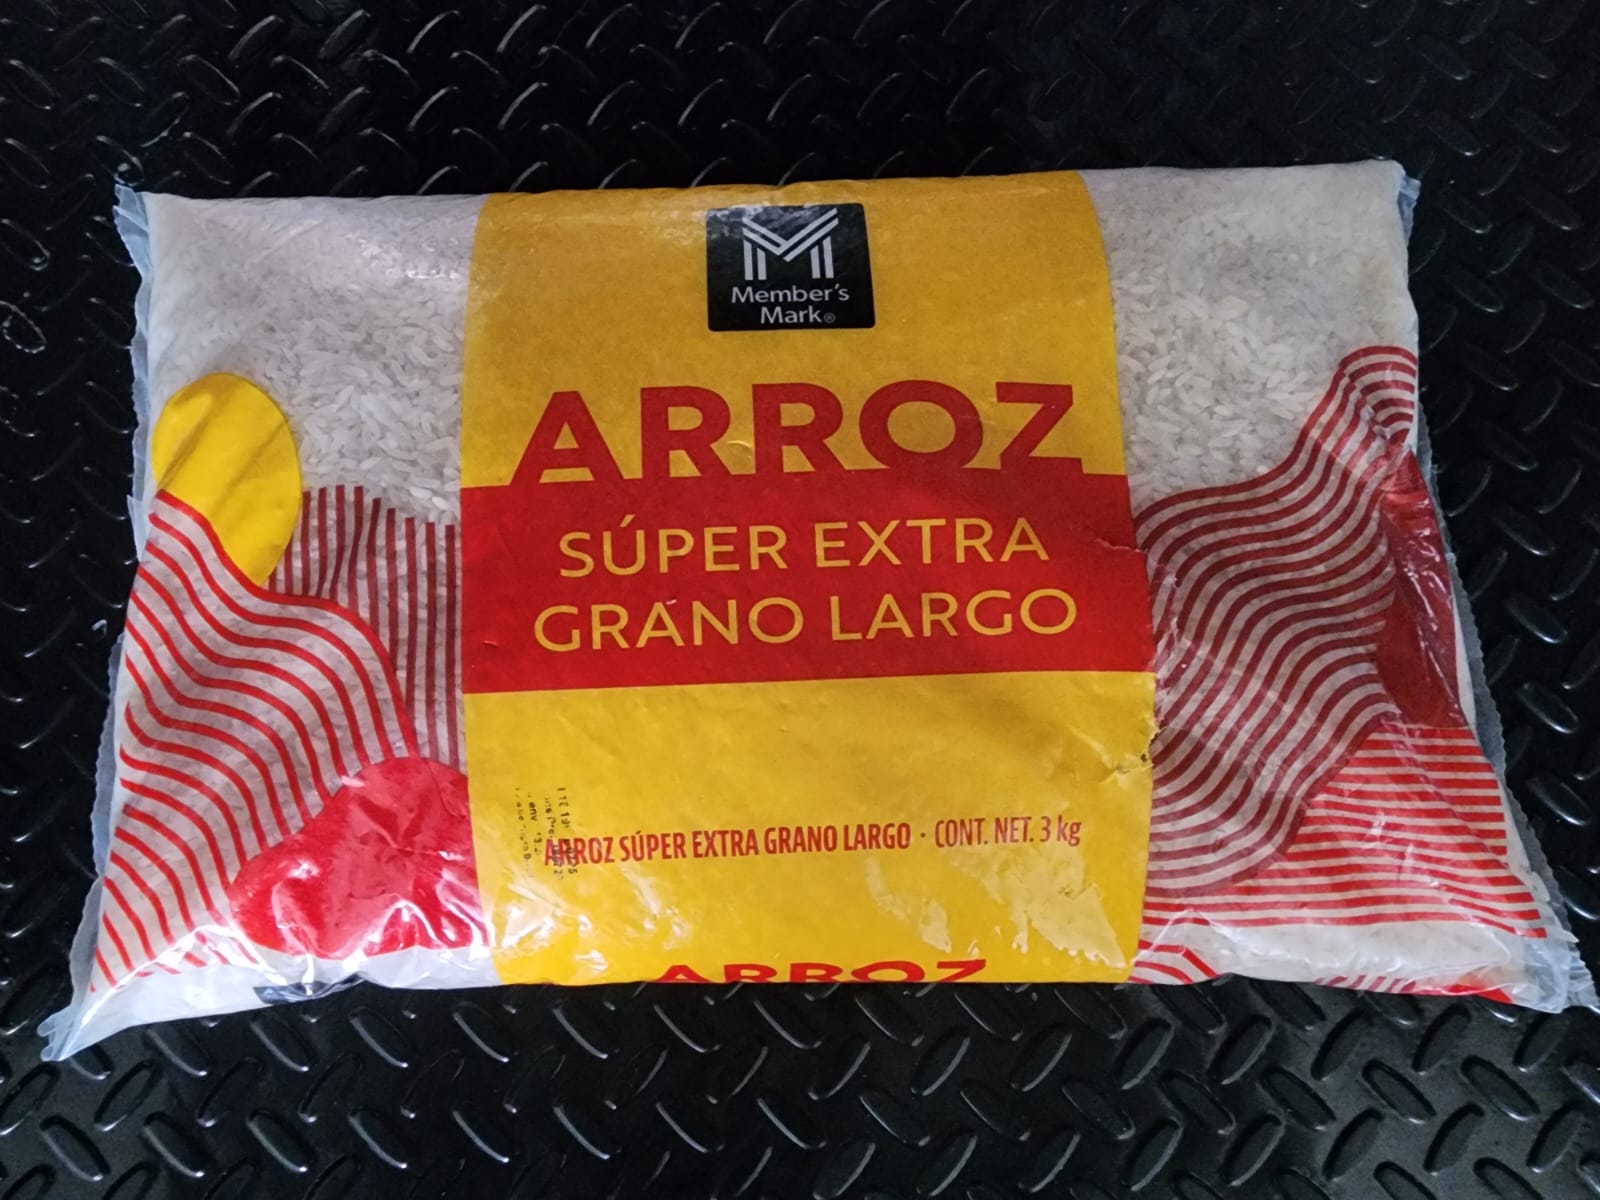 Member's
Mark®
ARROZ
SÚPER EXTRA
GRANO LARGO
ARROZ SÚPER EXTRA GRANO LARGO · CONT. NET. 3 kg
ARROZ